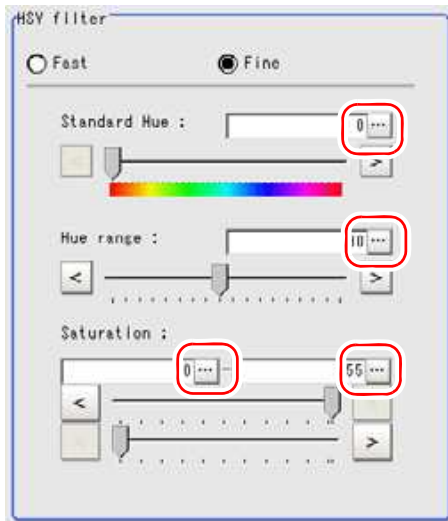 HSV filter
Fast Fine
Standard Hue : 0 ...
< >
Hue range : 10 ...
< >
Saturation :
0 ... - 55 ...
<
>